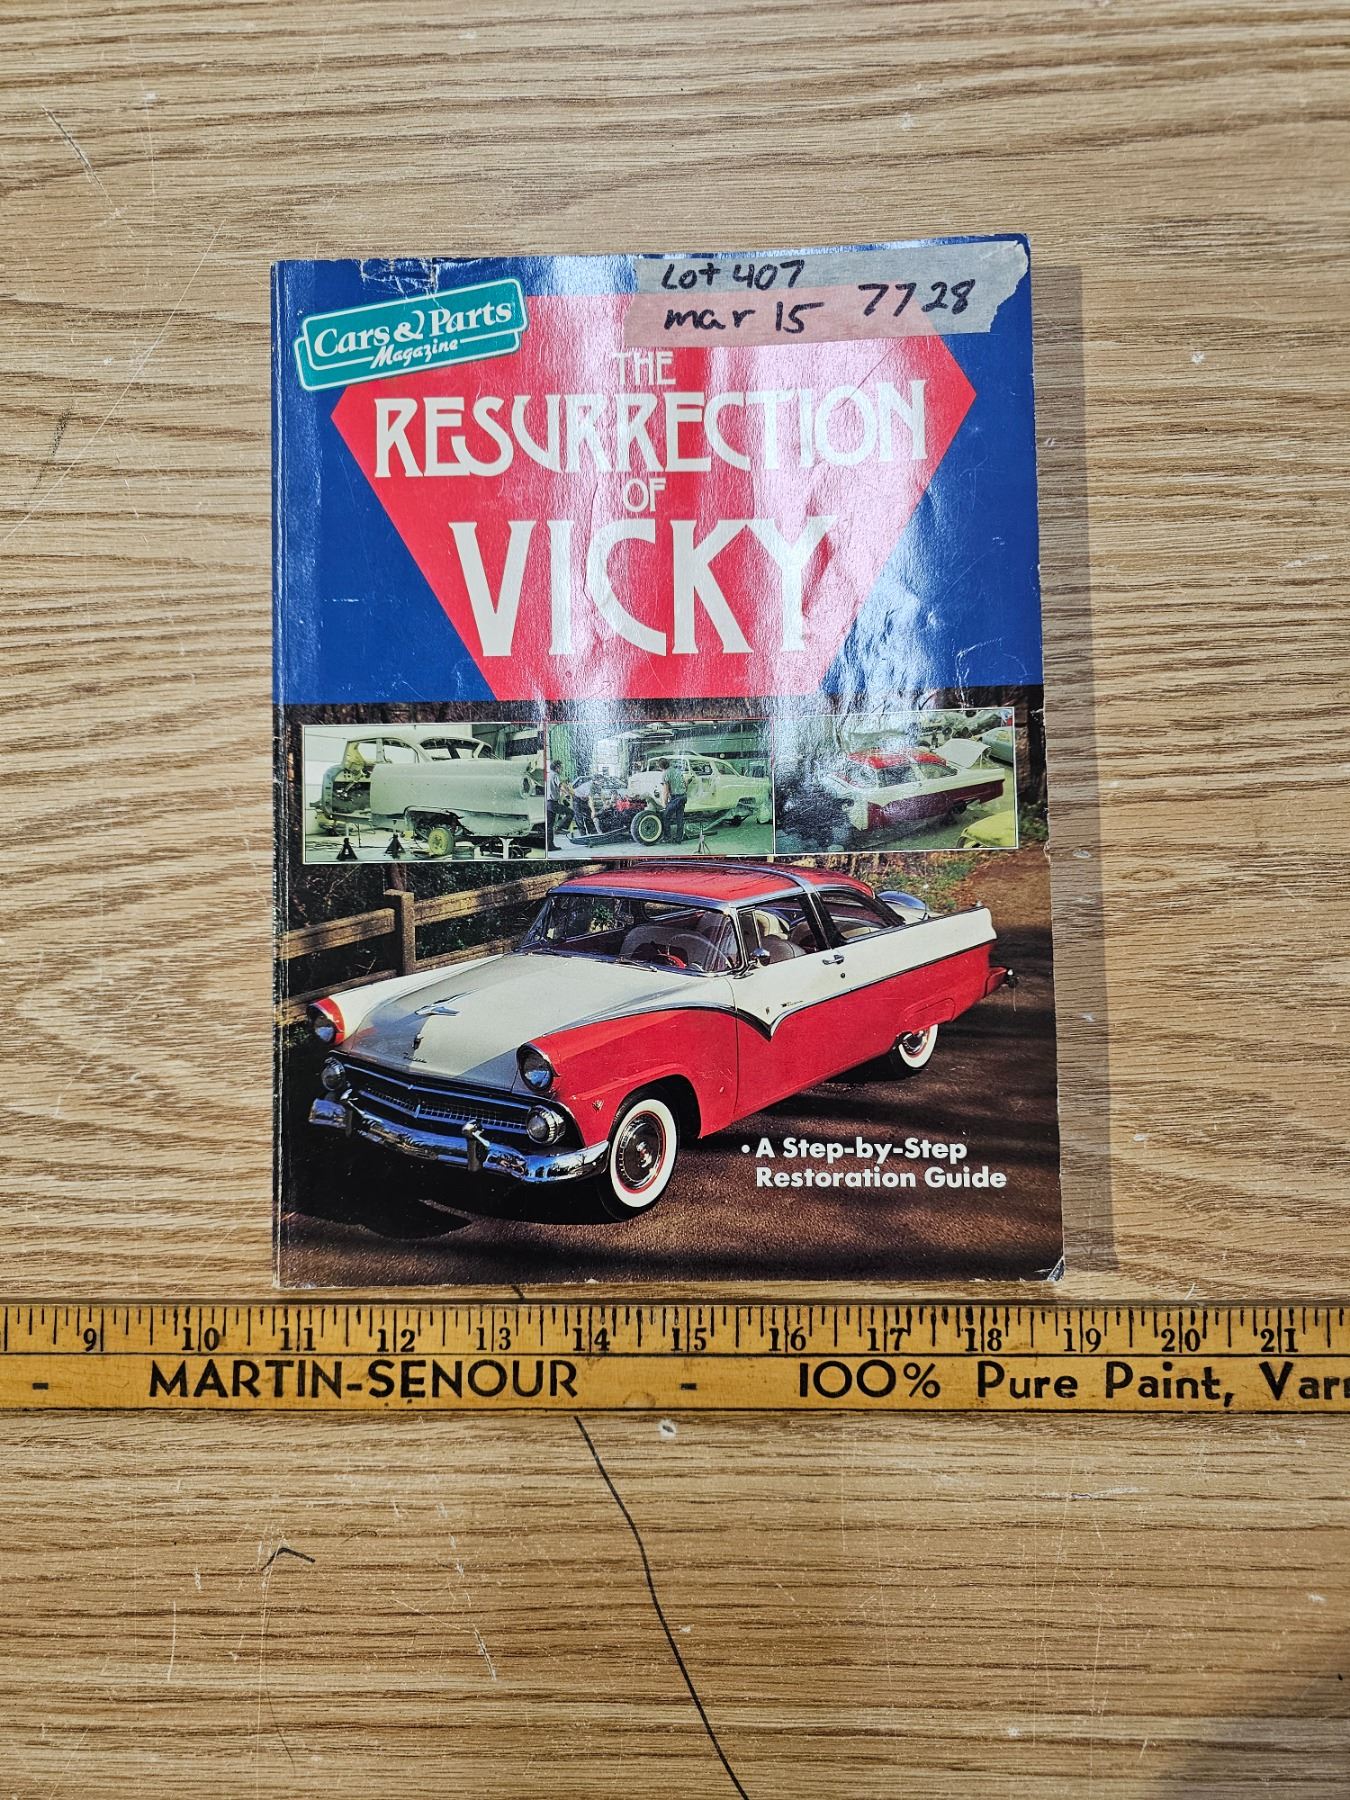 Lot 407
mar 15 7728
Cars & Parts
Magazine
THE
RESURRECTION
OF
VICKY
• A Step-by-Step
Restoration Guide
9 10 11 12 13 14 15 16 17 18 19 20 21
- MARTIN-SENOUR - 100% Pure Paint, Varn